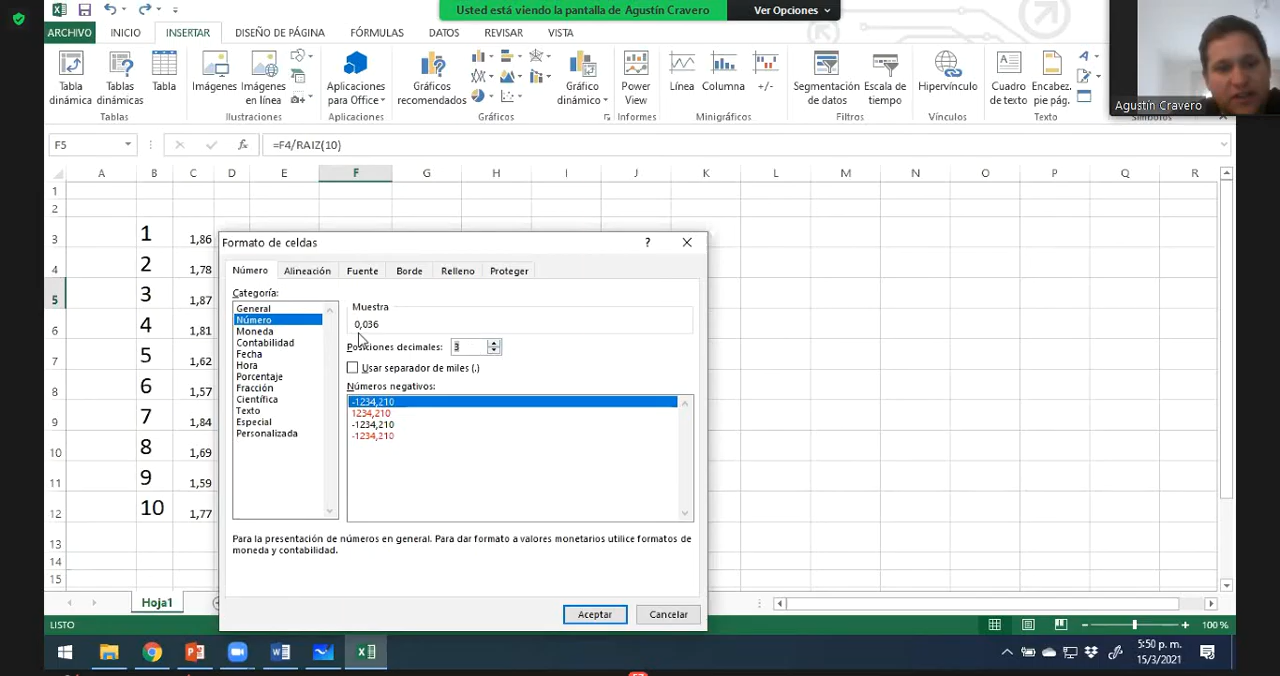 Usted está viendo la pantalla de Agustín Cravero
Ver Opciones
ARCHIVO INICIO INSERTAR DISEÑO DE PÁGINA FÓRMULAS DATOS REVISAR VISTA
Tabla dinámica
Tablas dinámicas
Tabla
Imágenes
Imágenes en línea
Aplicaciones para Office
Gráficos recomendados
Gráfico dinámico
Power View
Línea
Columna
+/-
Segmentación de datos
Escala de tiempo
Hipervínculo
Cuadro de texto
Encabez. pie pág.
Agustín Cravero
Tablas Ilustraciones Aplicaciones Gráficos Informes Minigráficos Filtros Vínculos Texto Símbolos
F5 fx =F4/RAIZ(10)
A B C D E F G H I J K L M N O P Q R
1
2
3 1 1,86
4 2 1,78
5 3 1,87
6 4 1,81
7 5 1,62
8 6 1,57
9 7 1,84
10 8 1,69
11 9 1,59
12 10 1,77
13
14
15
Formato de celdas ?
Número Alineación Fuente Borde Relleno Proteger
Categoría:
General
Número
Moneda
Contabilidad
Fecha
Hora
Porcentaje
Fracción
Científica
Texto
Especial
Personalizada
Muestra
0,036
Posiciones decimales: 3
Usar separador de miles (.)
Números negativos:
-1234,210
1234,210
-1234,210
-1234,210
Para la presentación de números en general. Para dar formato a valores monetarios utilice formatos
de moneda y contabilidad.
Aceptar Cancelar
Hoja1
LISTO 100 %
5:50 p. m.
15/3/2021